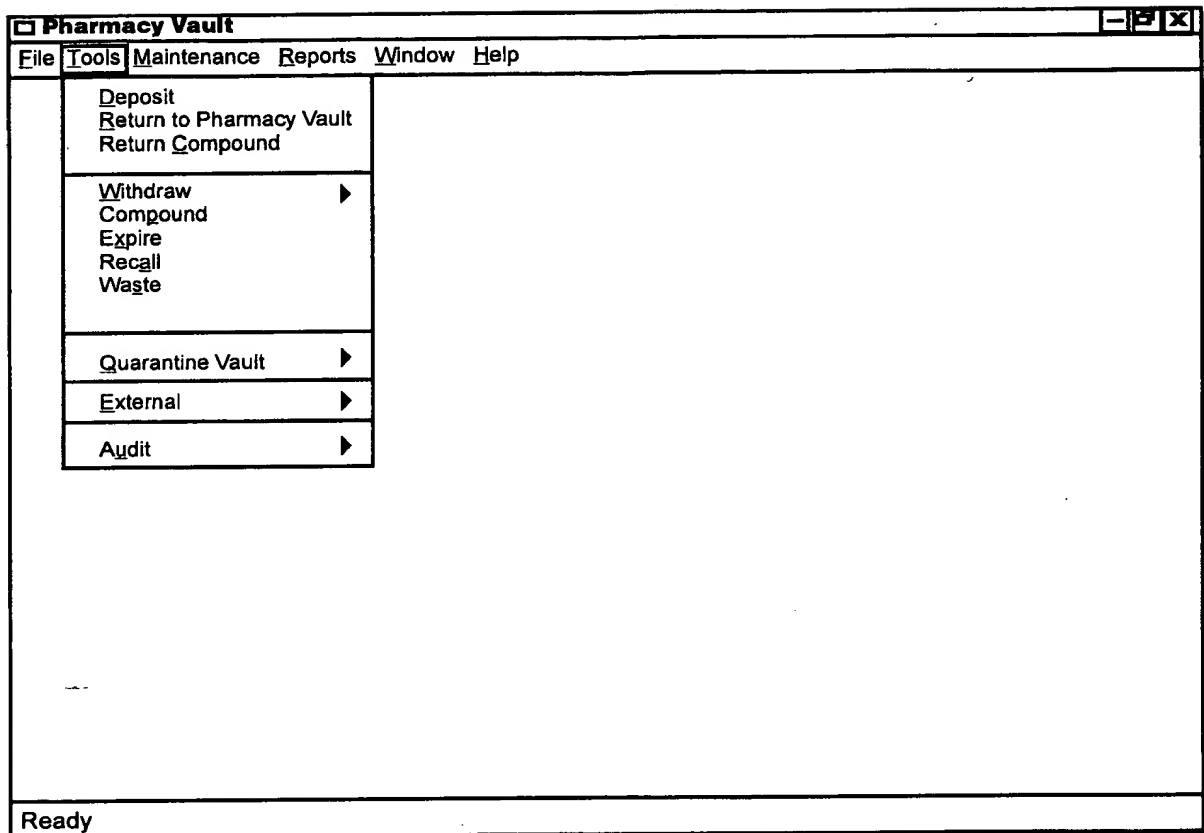 Pharmacy Vault
File Tools Maintenance Reports Window Help
Deposit
Return to Pharmacy Vault
Return Compound
Withdraw
Compound
Expire
Recall
Waste
Quarantine Vault
External
Audit
Ready